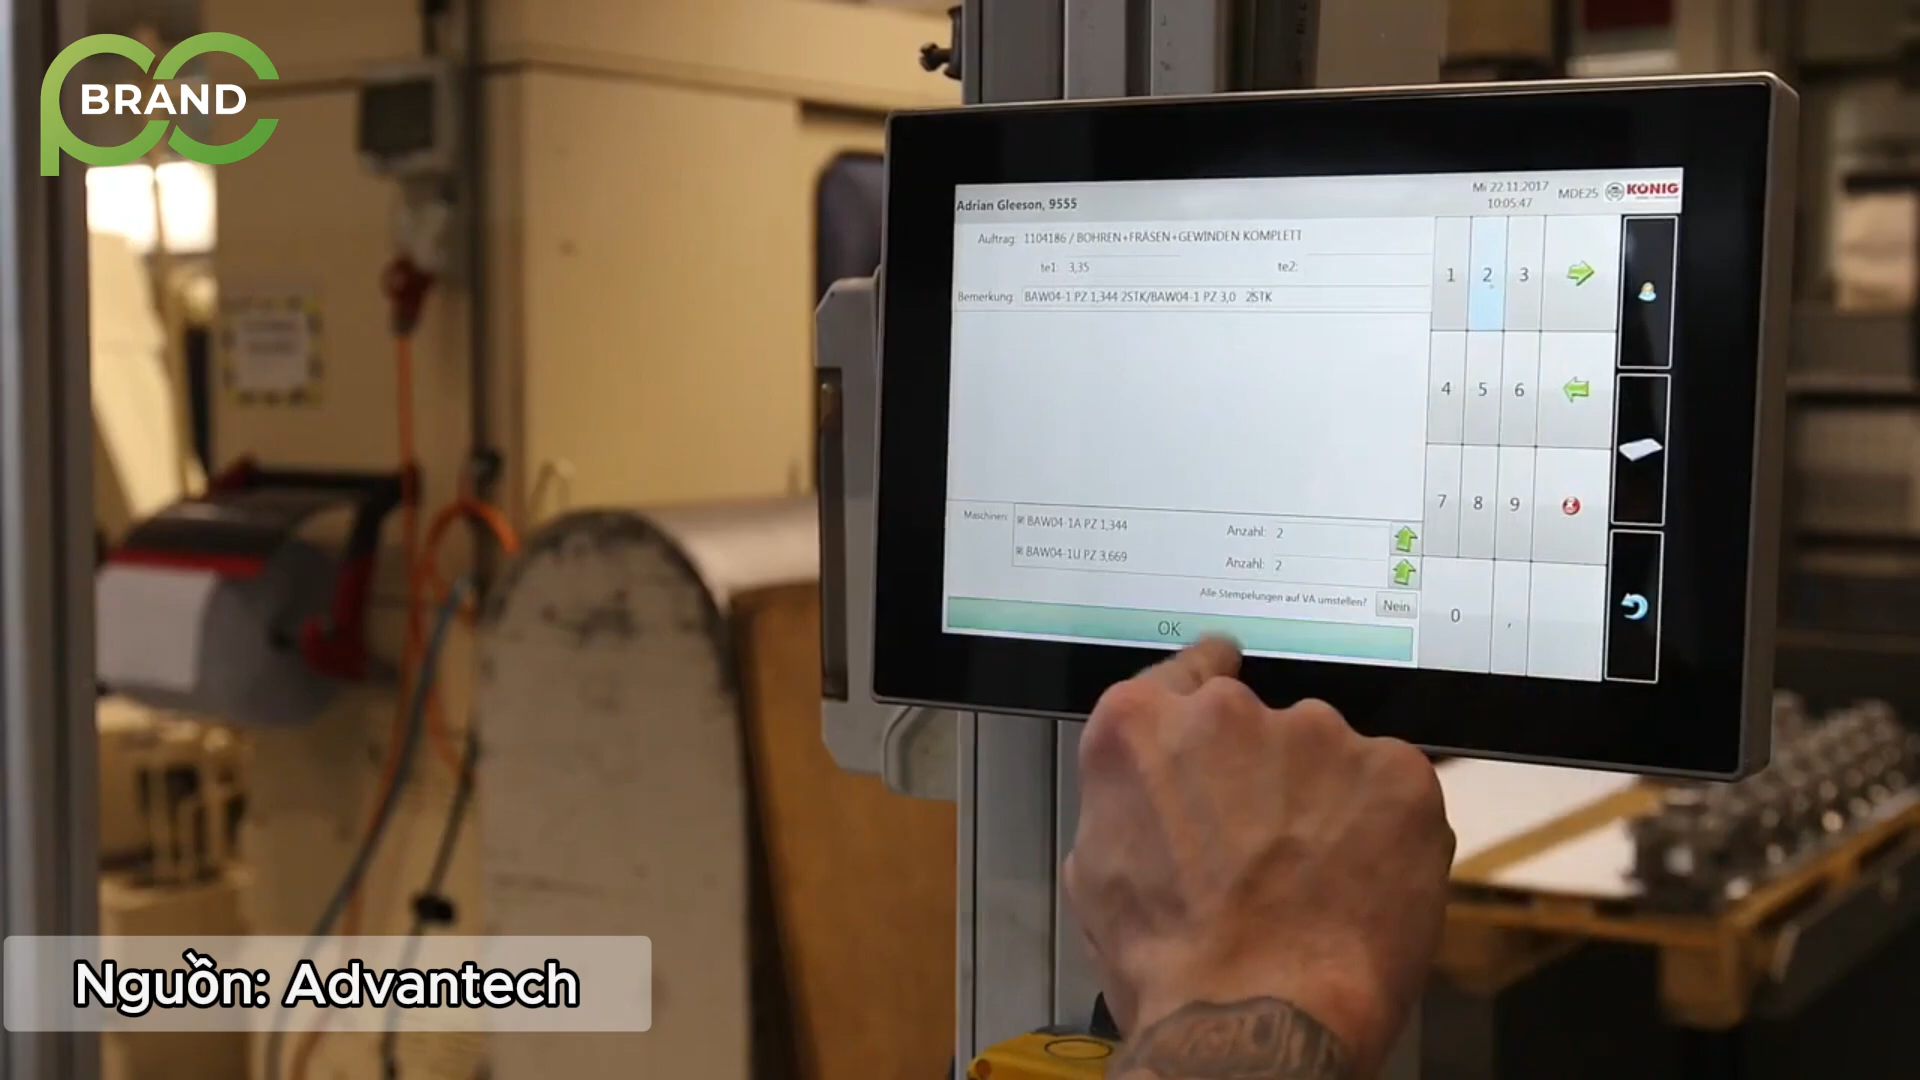 PC
BRAND
Adrian Gleeson, 9555
Mi 22.11.2017
10:05:47
MDE25
KÖNIG
Auftrag: 1104186 / BOHREN+FRÄSEN+GEWINDEN KOMPLETT
te1: 3,35
te2:
Bemerkung: BAW04-1 PZ 1,344 2STK/BAW04-1 PZ 3,0 2STK
1 2 3
4 5 6
7 8 9
0 ,
Maschinen: BAW04-1A PZ 1,344 Anzahl: 2
BAW04-1U PZ 3,669 Anzahl: 2
Alle Stempelungen auf VA umstellen? Nein
OK
Nguồn: Advantech